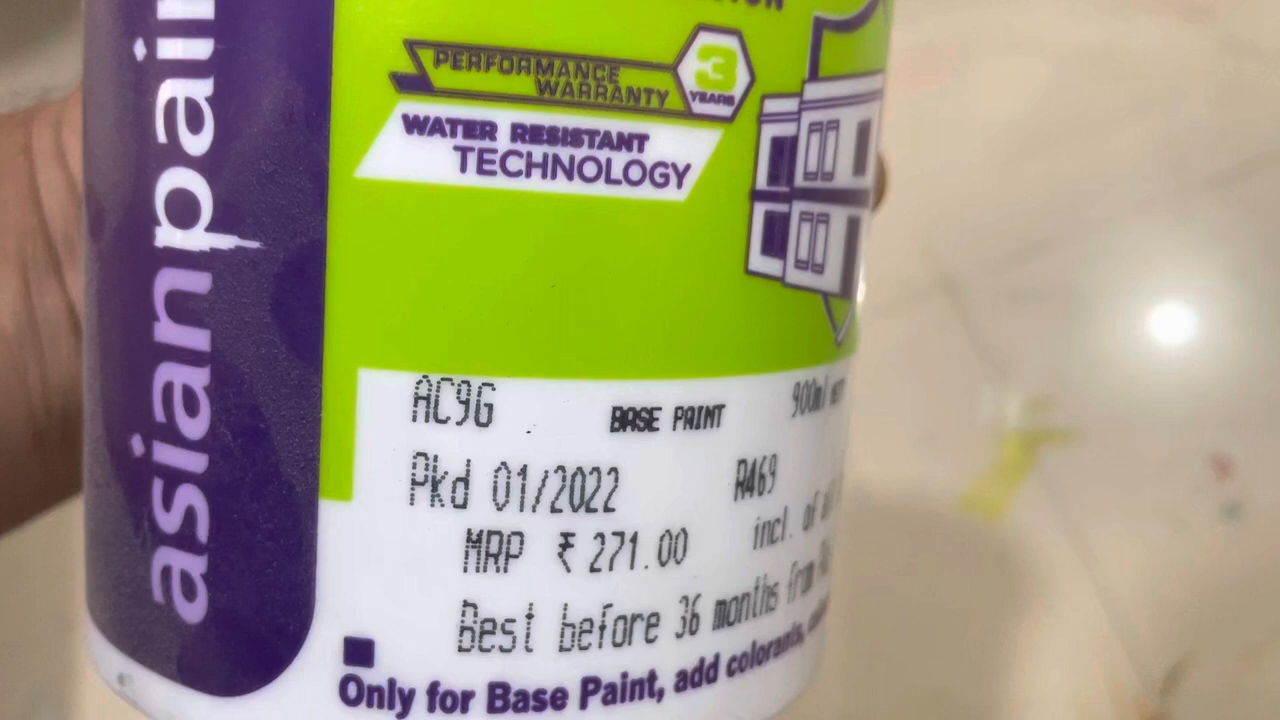 asianpai
PERFORMANCE
WARRANTY
3
YEARS
WATER RESISTANT
TECHNOLOGY
AC9G BASE PAINT 900ml
Pkd 01/2022 R469
MRP ₹ 271.00 incl. of
Best before 36 months from
Only for Base Paint, add colorants,